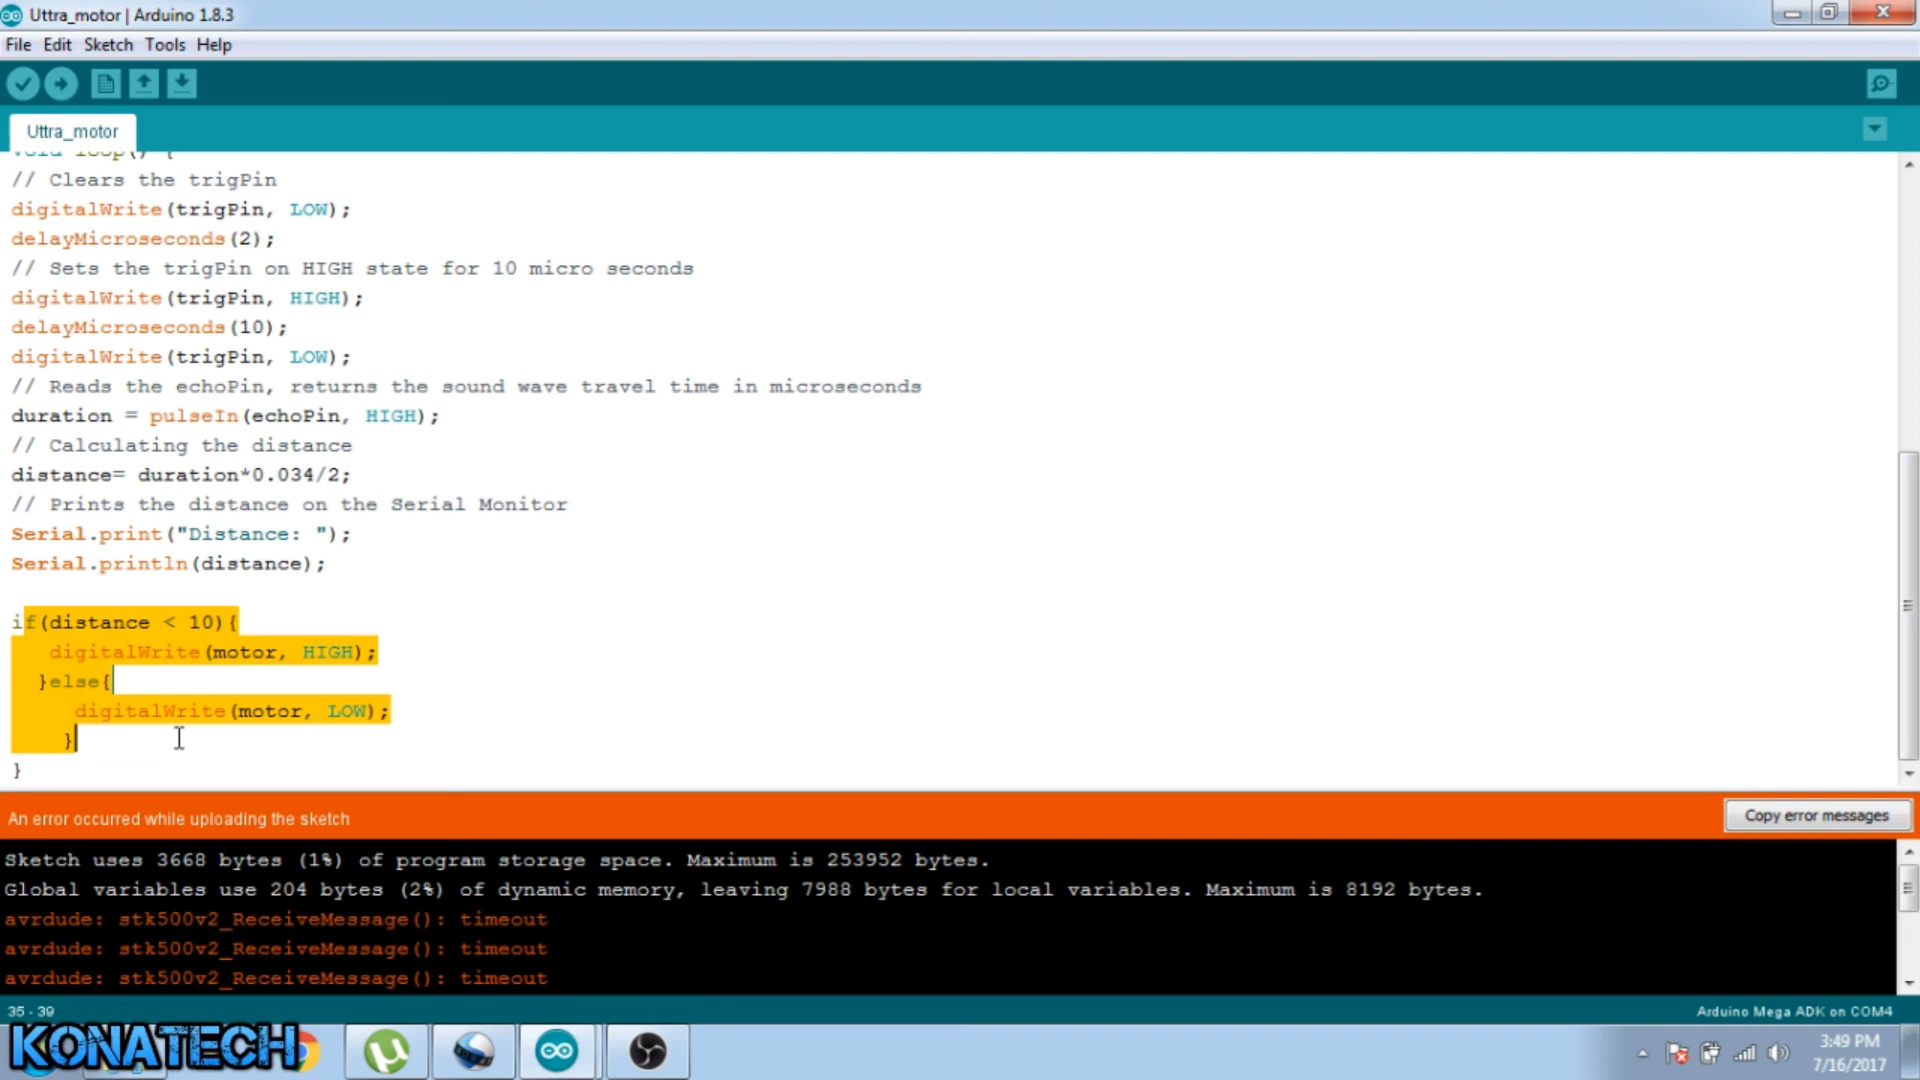 Uttra_motor | Arduino 1.8.3
File Edit Sketch Tools Help
Uttra_motor
void loop() {
// Clears the trigPin
digitalWrite(trigPin, LOW);
delayMicroseconds(2);
// Sets the trigPin on HIGH state for 10 micro seconds
digitalWrite(trigPin, HIGH);
delayMicroseconds(10);
digitalWrite(trigPin, LOW);
// Reads the echoPin, returns the sound wave travel time in microseconds
duration = pulseIn(echoPin, HIGH);
// Calculating the distance
distance= duration*0.034/2;
// Prints the distance on the Serial Monitor
Serial.print("Distance: ");
Serial.println(distance);
if(distance < 10){
digitalWrite(motor, HIGH);
}else{
digitalWrite(motor, LOW);
}
}
An error occurred while uploading the sketch
Copy error messages
Sketch uses 3668 bytes (1%) of program storage space. Maximum is 253952 bytes.
Global variables use 204 bytes (2%) of dynamic memory, leaving 7988 bytes for local variables. Maximum is 8192 bytes.
avrdude: stk500v2_ReceiveMessage(): timeout
avrdude: stk500v2_ReceiveMessage(): timeout
avrdude: stk500v2_ReceiveMessage(): timeout
35 - 39
Arduino Mega ADK on COM4
KONATECH
3:49 PM
7/16/2017